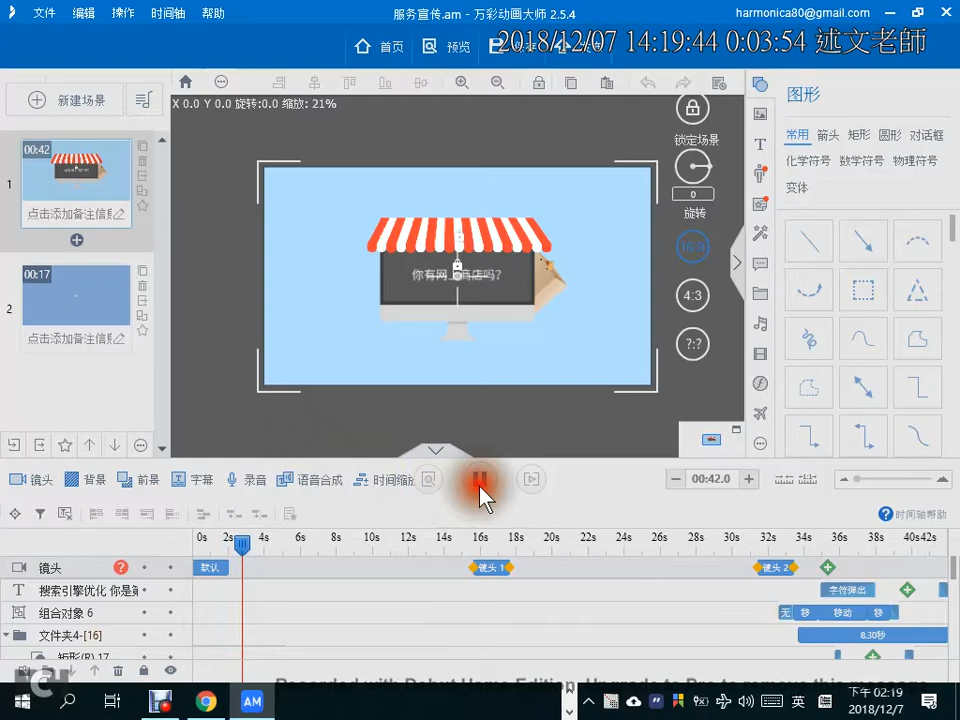 文件 编辑 操作 时间轴 帮助
服务宣传.am - 万彩动画大师 2.5.4
harmonica80@gmail.com
首页 预览
2018/12/07 14:19:44 0:03:54 述文老師
新建场景
X 0.0 Y 0.0 旋转:0.0 缩放: 21%
图形
常用 箭头 矩形 圆形 对话框
化学符号 数学符号 物理符号
变体
00:42
1
点击添加备注信息
00:17
2
点击添加备注信息
你有网上商店吗?
锁定场景
0
旋转
16:9
4:3
?:?
镜头 背景 前景 字幕 录音 语音合成 时间缩放
00:42.0
时间轴帮助
0s 2s 4s 6s 8s 10s 12s 14s 16s 18s 20s 22s 24s 26s 28s 30s 32s 34s 36s 38s 40s 42s
镜头 ? 默认 镜头 1 镜头 2
搜索引擎优化 你是 字符弹出
组合对象 6 无 移 移动 移
文件夹4-[16] 8.30秒
矩形(R) 17
Recorded with Debut Home Edition. Upgrade to Pro to remove this message
AM
英
下午 02:19
2018/12/7